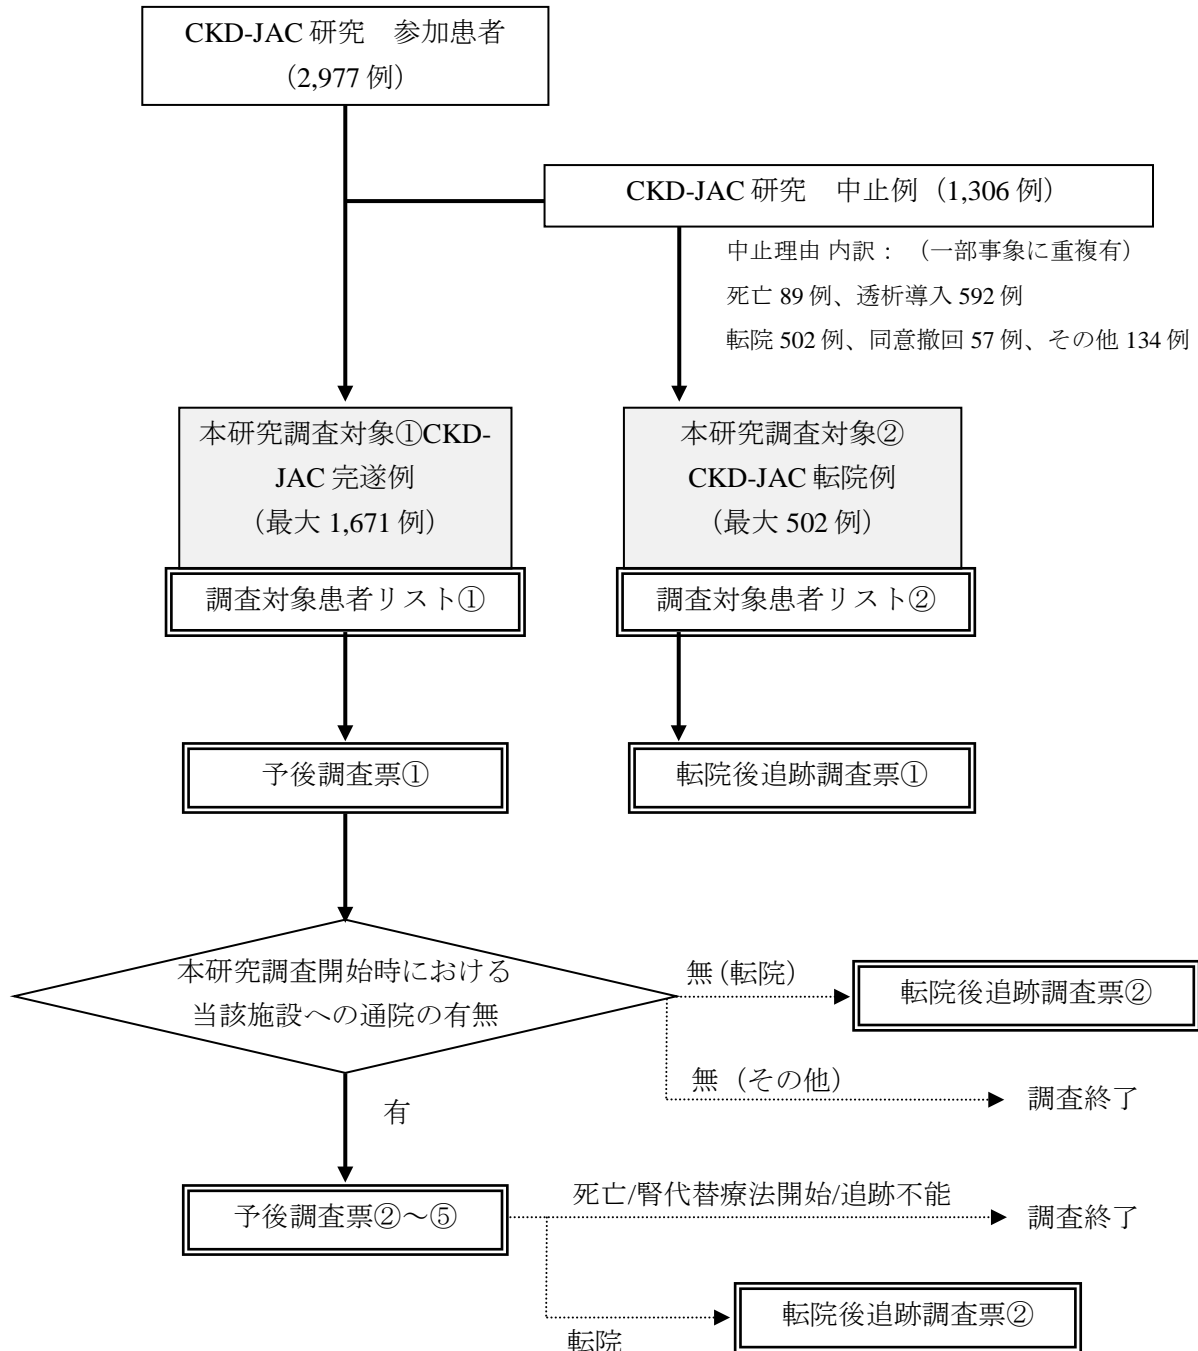 CKD-JAC 研究　参加患者
（2,977 例）
CKD-JAC 研究　中止例（1,306 例）
中止理由 内訳： （一部事象に重複有）
死亡 89 例、透析導入 592 例
転院 502 例、同意撤回 57 例、その他 134 例
本研究調査対象①CKD-
JAC 完遂例
（最大 1,671 例）
本研究調査対象②
CKD-JAC 転院例
（最大 502 例）
調査対象患者リスト①
調査対象患者リスト②
予後調査票①
転院後追跡調査票①
本研究調査開始時における
当該施設への通院の有無
無（転院）
転院後追跡調査票②
無（その他）
調査終了
有
予後調査票②～⑤
死亡/腎代替療法開始/追跡不能
調査終了
転院後追跡調査票②
転院